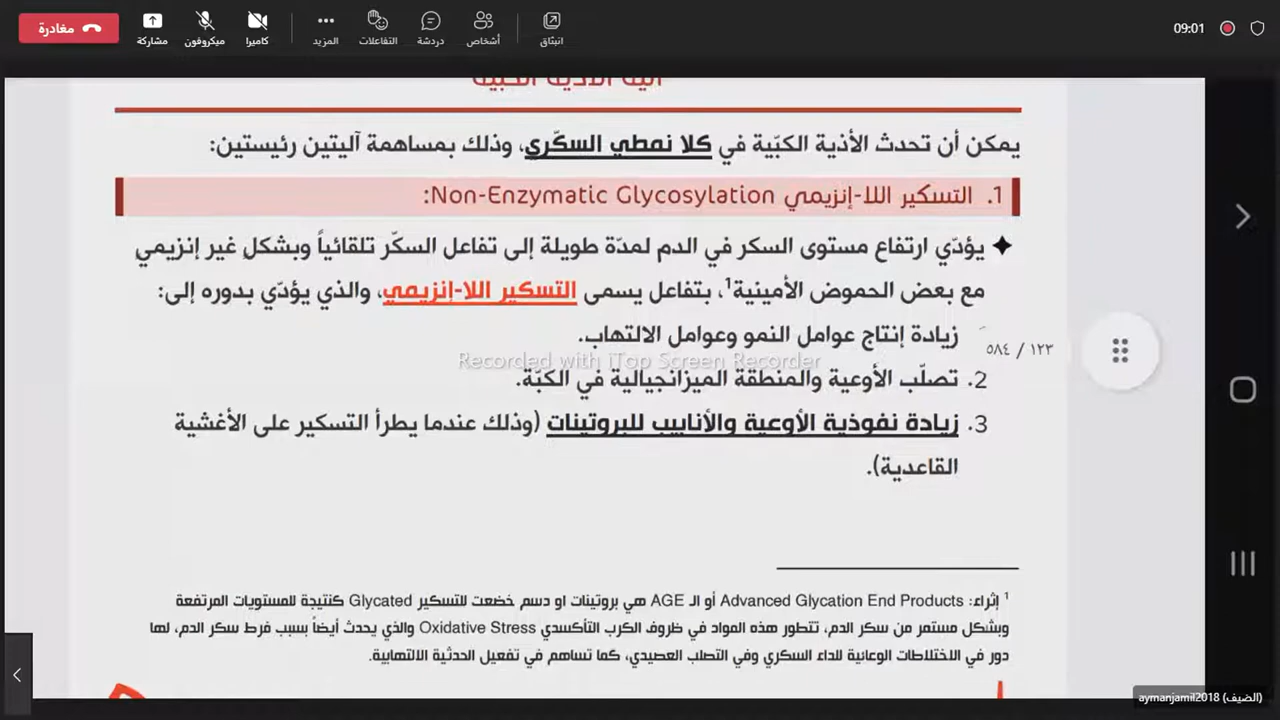 مغادرة
مشاركة
ميكروفون
كاميرا
المزيد
التفاعلات
دردشة
أشخاص
انبثاق
09:01
آلية الأذية الكبية
يمكن أن تحدث الأذية الكبّية في كلا نمطي السكّري، وذلك بمساهمة آليتين رئيستين:
1. التسكير اللا-إنزيمي Non-Enzymatic Glycosylation:
✦ يؤدّي ارتفاع مستوى السكر في الدم لمدّة طويلة إلى تفاعل السكّر تلقائياً وبشكلٍ غير إنزيميٍ
مع بعض الحموض الأمينية1، بتفاعل يسمى التسكير اللا-إنزيمي، والذي يؤدّي بدوره إلى:
زيادة إنتاج عوامل النمو وعوامل الالتهاب.
١٢٣ / ٥٨٤
Recorded with iTop Screen Recorder
2. تصلّب الأوعية والمنطقة الميزانجيالية في الكبّة.
3. زيادة نفوذية الأوعية والأنابيب للبروتينات (وذلك عندما يطرأ التسكير على الأغشية
القاعدية).
1 إثراء: Advanced Glycation End Products أو الـ AGE هي بروتينات او دسم خضعت للتسكير Glycated كنتيجة للمستويات المرتفعة
وبشكل مستمر من سكر الدم، تتطور هذه المواد في ظروف الكرب التأكسدي Oxidative Stress والذي يحدث أيضاً بسبب فرط سكر الدم، لها
دور في الاختلاطات الوعائية للداء السكري وفي التصلب العصيدي، كما تساهم في تفعيل الحدثية الالتهابية.
aymanjamil2018 (الضيف)